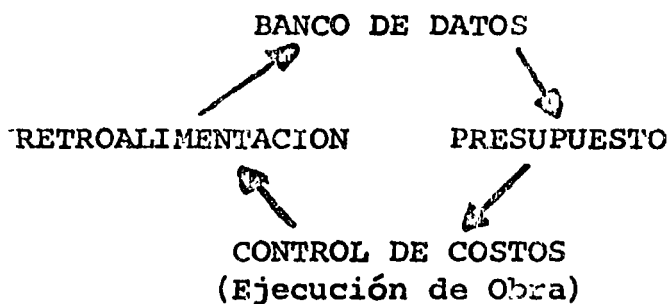 BANCO DE DATOS
RETROALIMENTACION PRESUPUESTO
CONTROL DE COSTOS
(Ejecución de Obra)